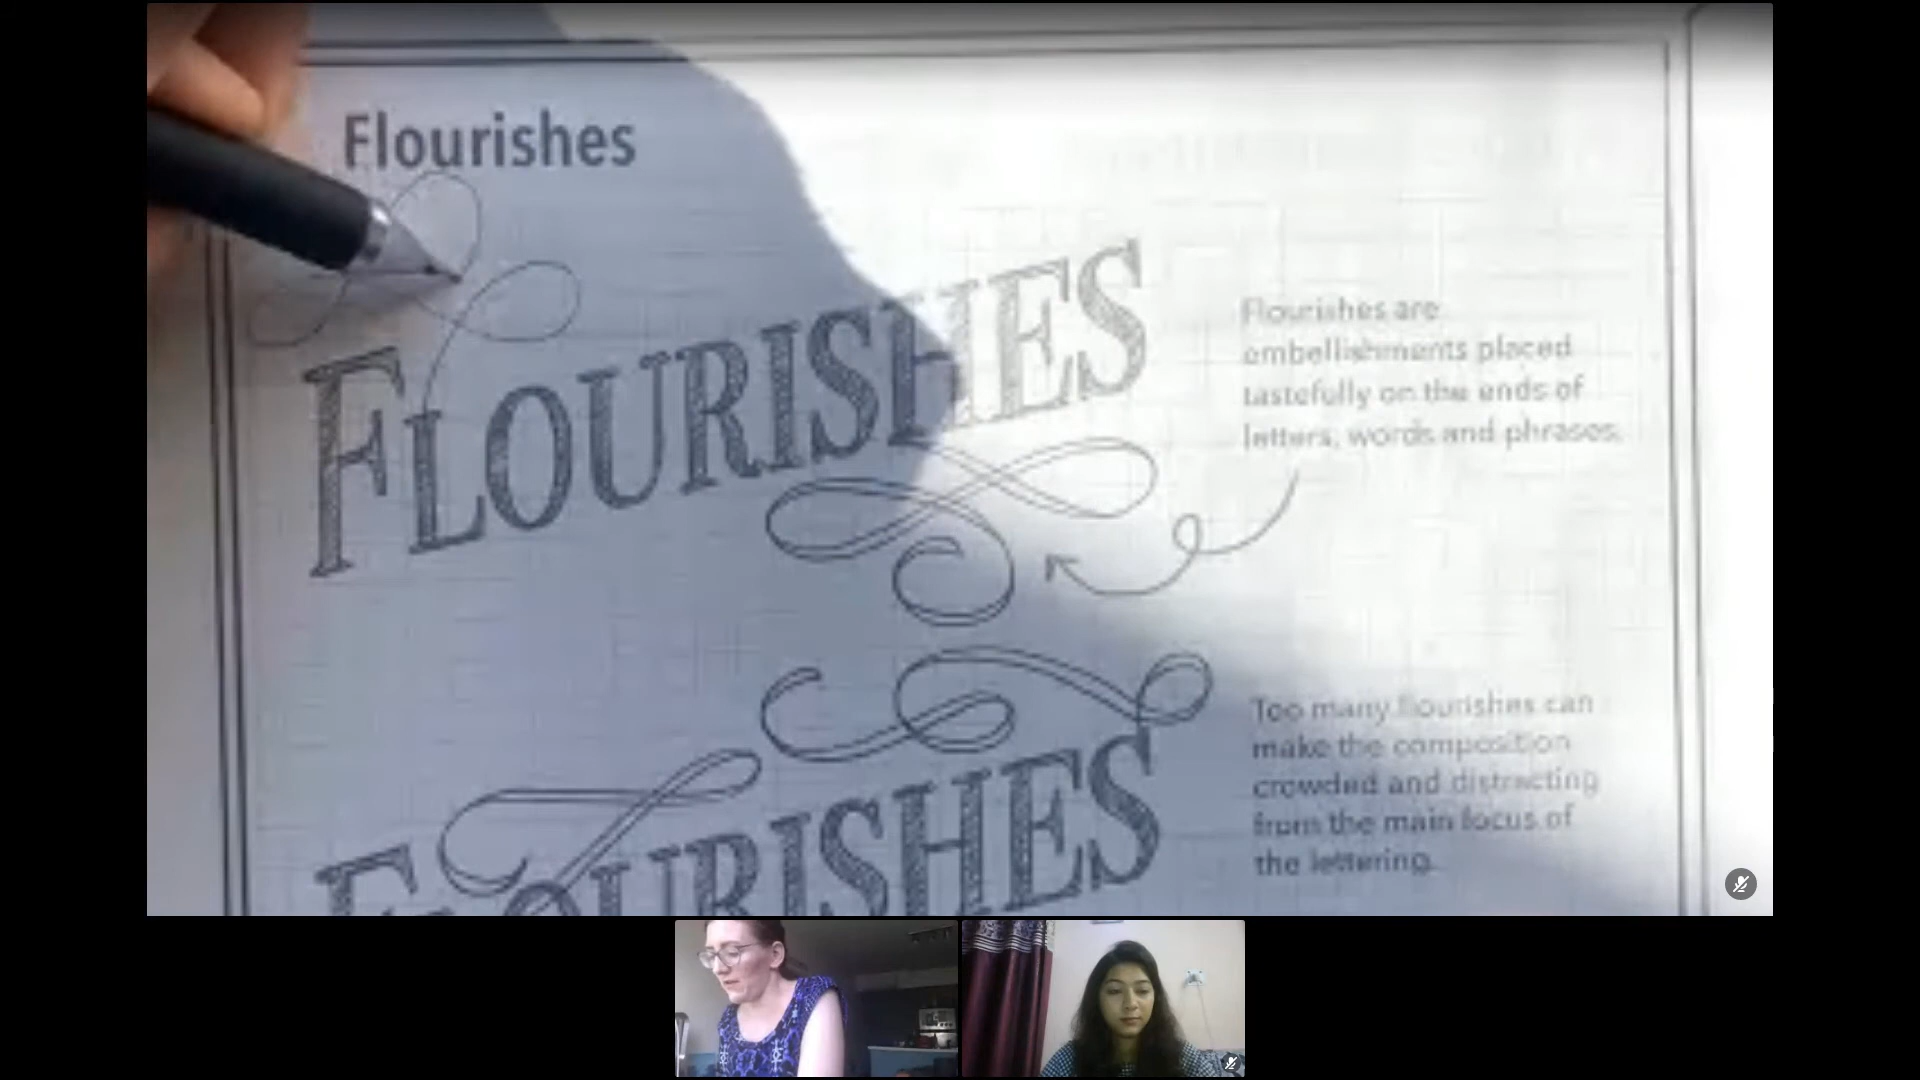 Flourishes
FLOURISHES
Flourishes are
embellishments placed
tastefully on the ends of
letters, words and phrases.
Too many flourishes can
make the composition
crowded and distracting
from the main focus of
the lettering.
FLOURISHES